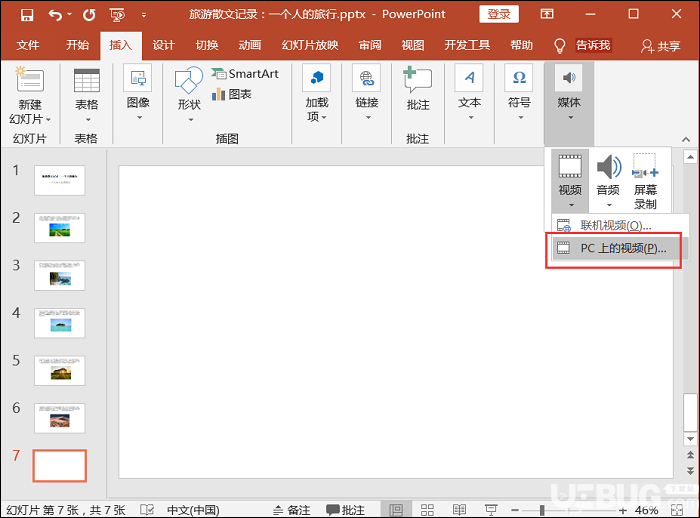 旅游散文记录：一个人的旅行.pptx - PowerPoint
登录
文件 开始 插入 设计 切换 动画 幻灯片放映 审阅 视图 开发工具 帮助 告诉我 共享
新建
幻灯片
幻灯片
表格
表格
图像
形状
SmartArt
图表
插图
加载
项
链接
批注
批注
文本
符号
媒体
视频
音频
屏幕
录制
联机视频(O)...
PC 上的视频(P)...
1
2
3
4
5
6
7
幻灯片 第 7 张，共 7 张 中文(中国) 备注 批注 46%
UEBUG